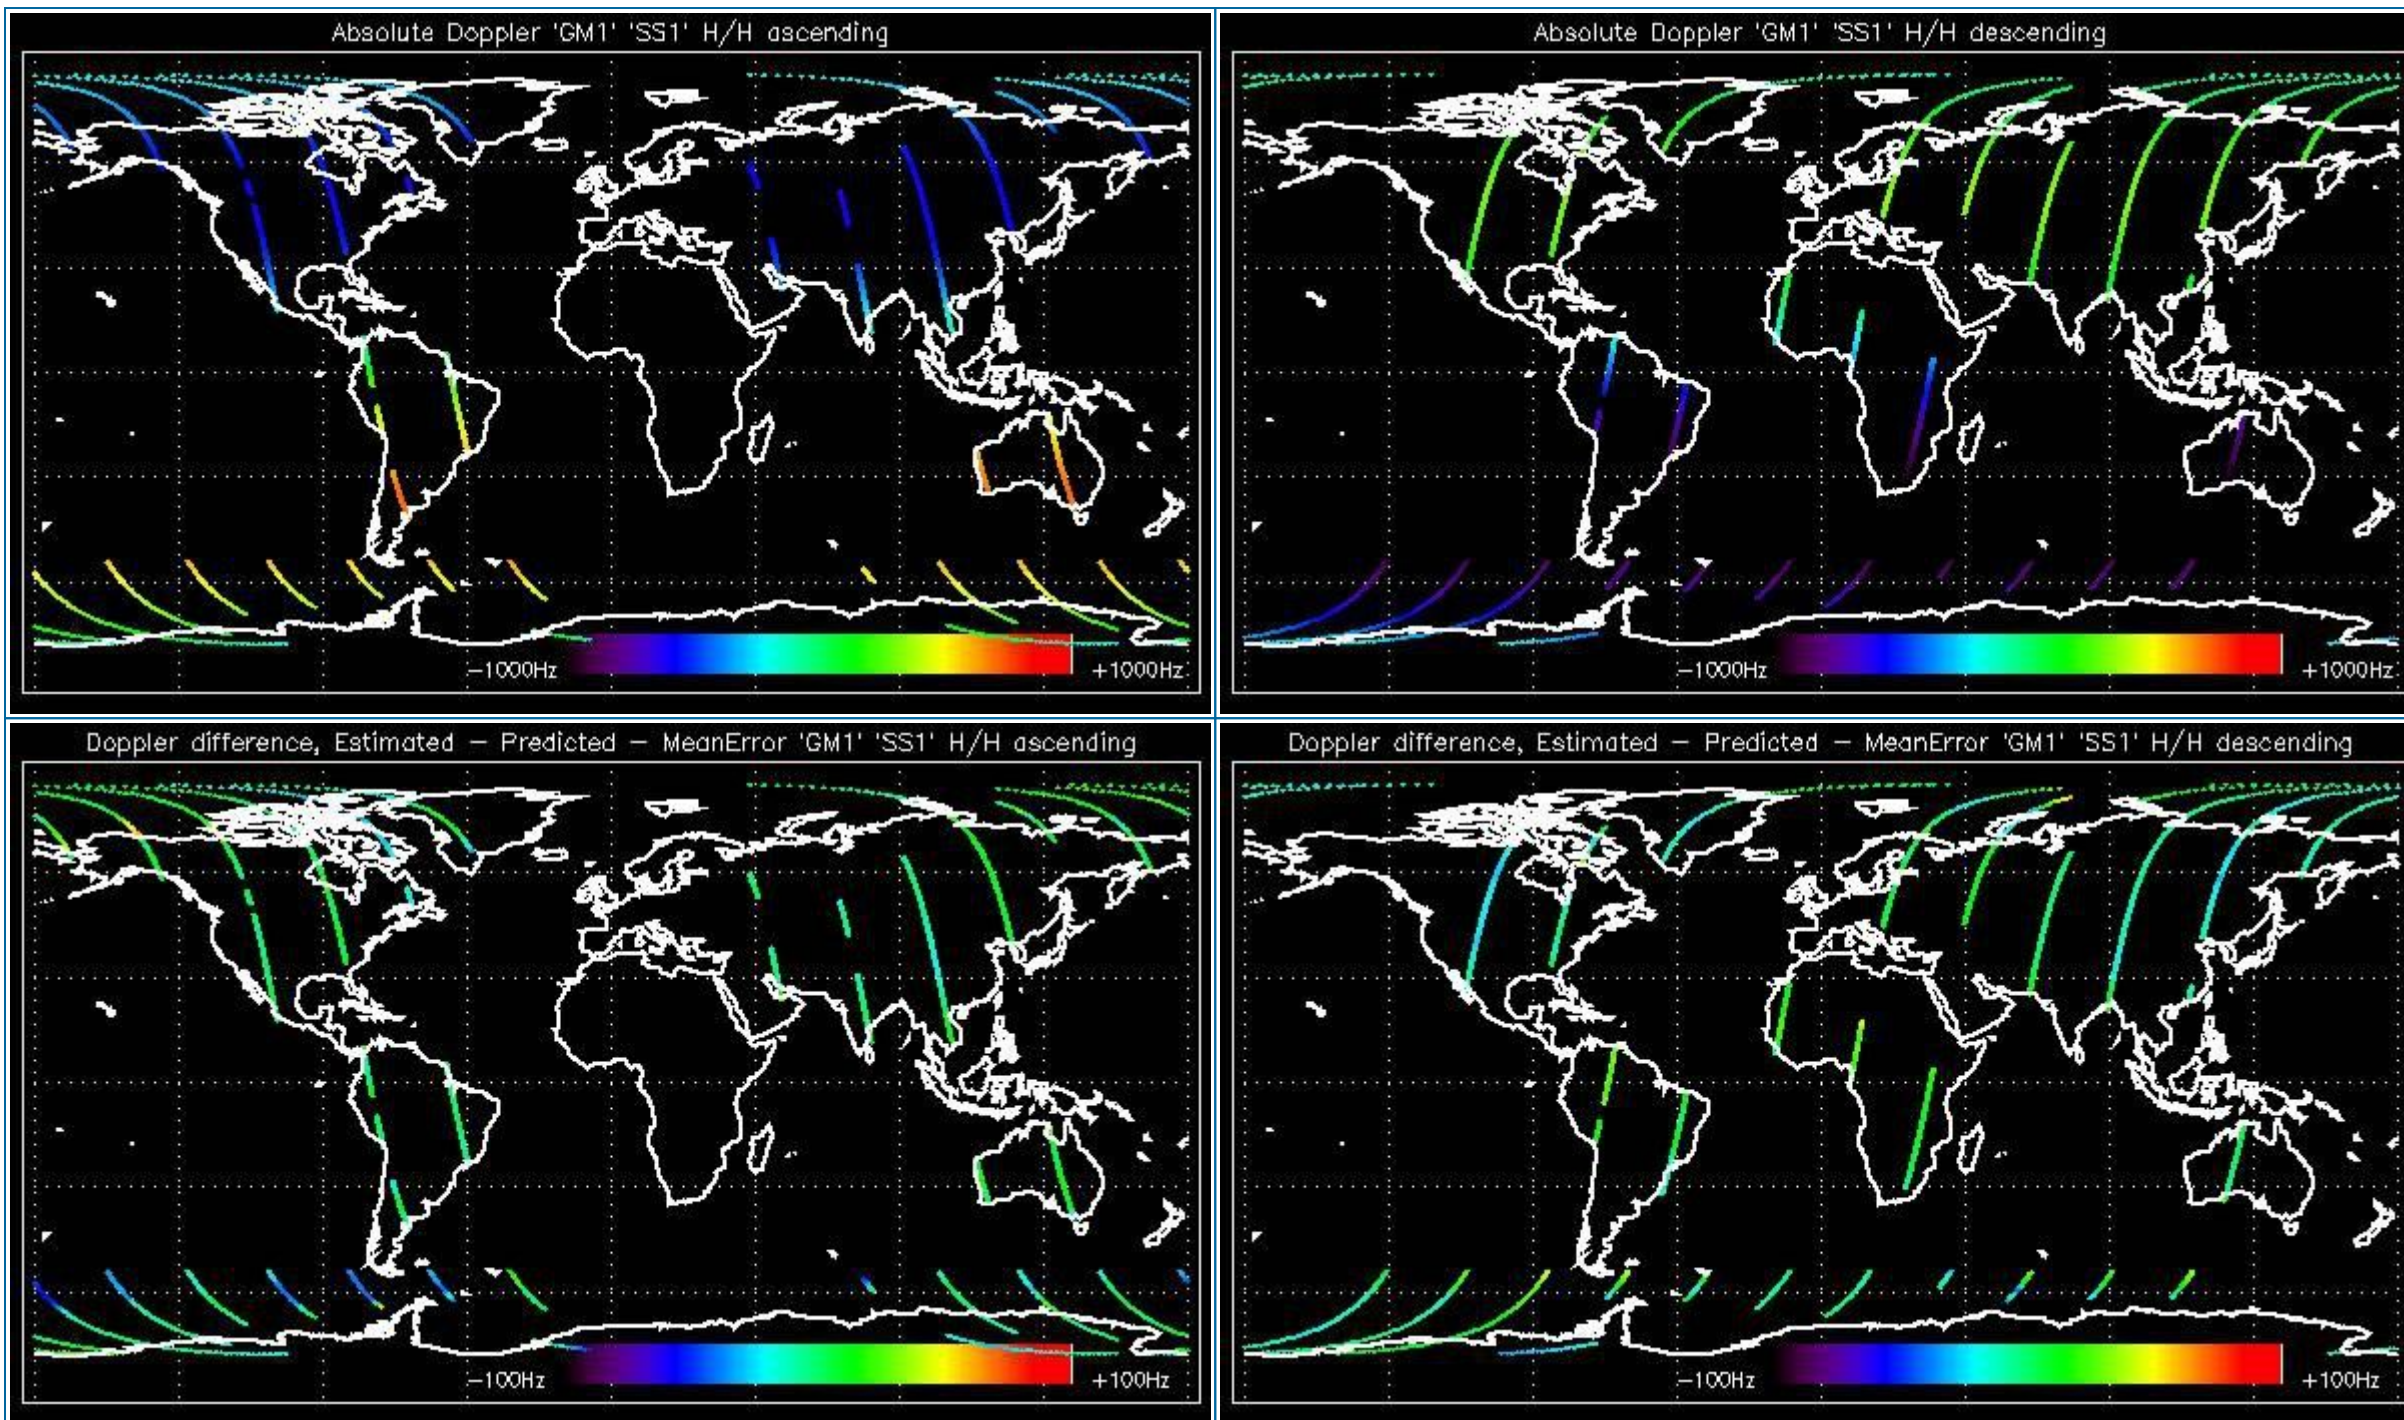 Absolute Doppler 'GM1' 'SS1' H/H ascending
−1000Hz
+1000Hz
Absolute Doppler 'GM1' 'SS1' H/H descending
−1000Hz
+1000Hz
Doppler difference, Estimated − Predicted − MeanError 'GM1' 'SS1' H/H ascending
−100Hz
+100Hz
Doppler difference, Estimated − Predicted − MeanError 'GM1' 'SS1' H/H descending
−100Hz
+100Hz